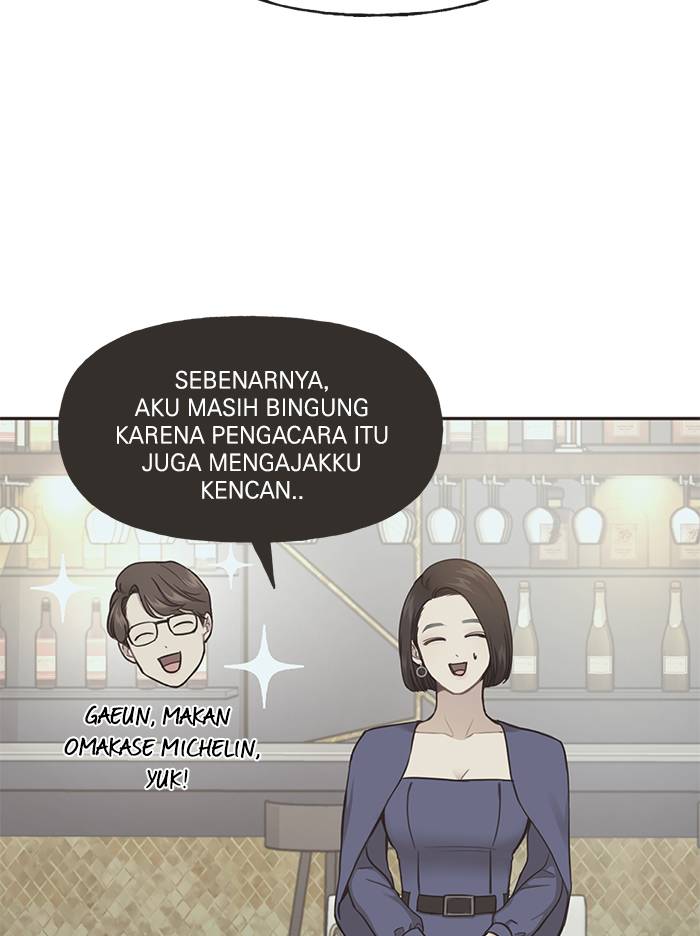 SEBENARNYA,
AKU MASIH BINGUNG
KARENA PENGACARA ITU
JUGA MENGAJAKKU
KENCAN..
GAEUN, MAKAN
OMAKASE MICHELIN,
YUK!